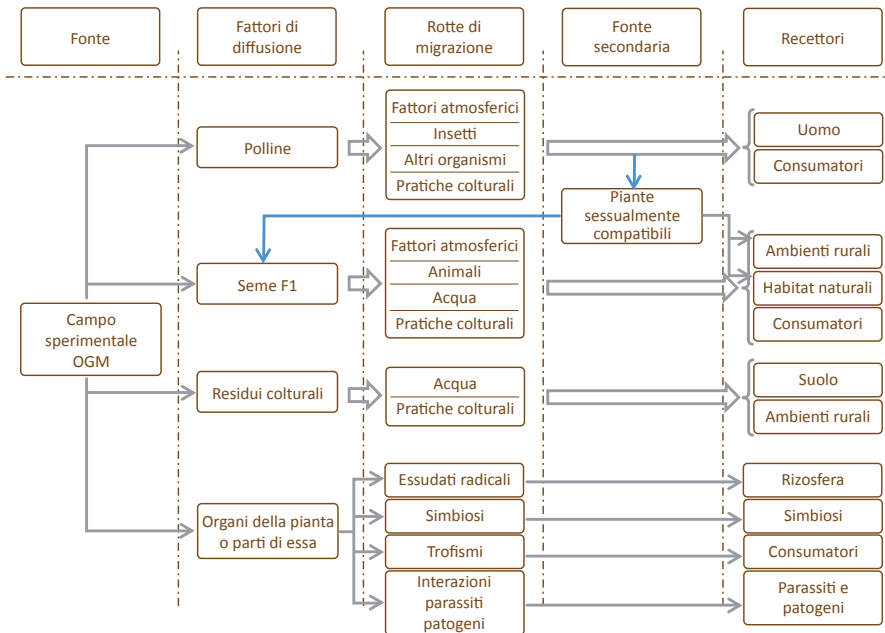 Fonte
Fattori di
diffusione
Rotte di
migrazione
Fonte
secondaria
Recettori
Polline
Fattori atmosferici
Insetti
Altri organismi
Pratiche colturali
Uomo
Consumatori
Piante
sessualmente
compatibili
Seme F1
Fattori atmosferici
Animali
Acqua
Pratiche colturali
Ambienti rurali
Habitat naturali
Consumatori
Campo
sperimentale
OGM
Residui colturali
Acqua
Pratiche colturali
Suolo
Ambienti rurali
Organi della pianta
o parti di essa
Essudati radicali
Rizosfera
Simbiosi
Simbiosi
Trofismi
Consumatori
Interazioni
parassiti
patogeni
Parassiti e
patogeni